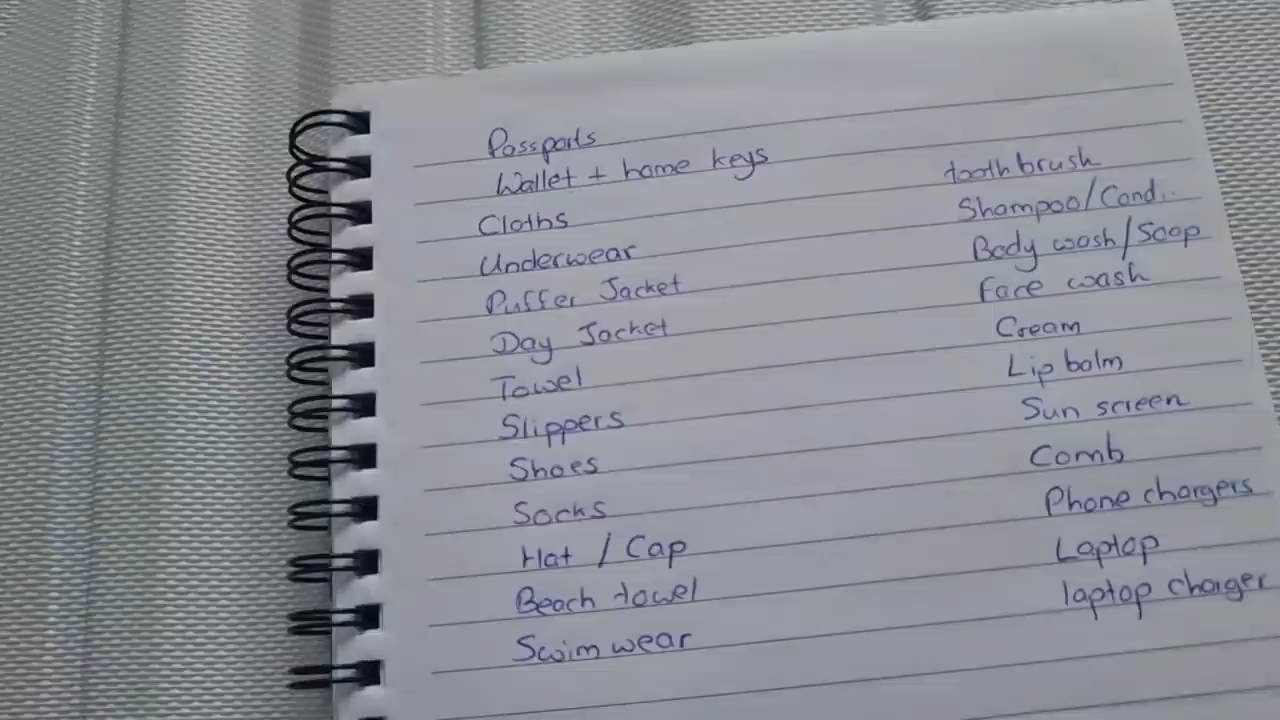 Passports
Wallet + home keys
Cloths
Underwear
Puffer Jacket
Day Jacket
Towel
Slippers
Shoes
Socks
Hat / Cap
Beach towel
Swim wear
toothbrush
Shampoo/Cond..
Body wash/Soap
Face wash
Cream
Lip balm
Sun screen
Comb
Phone chargers
Laptop
laptop charger